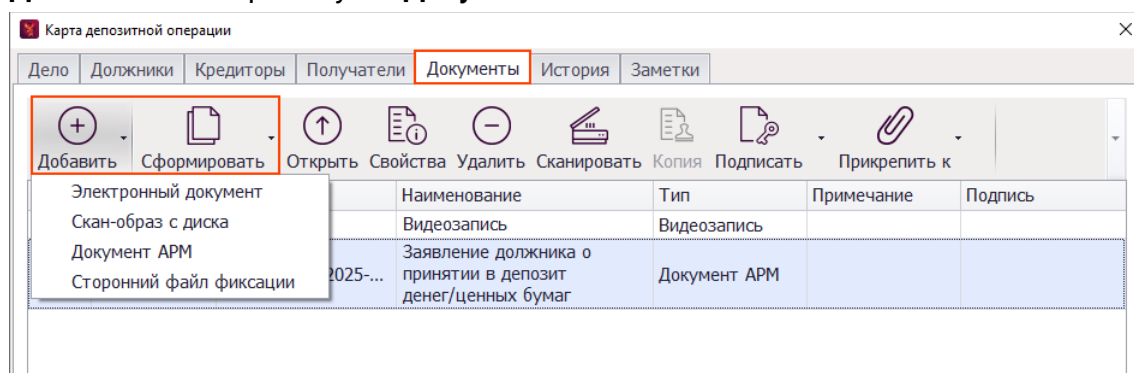 Карта депозитной операции
Дело Должники Кредиторы Получатели Документы История Заметки
Добавить Сформировать Открыть Свойства Удалить Сканировать Копия Подписать Прикрепить к
Наименование Тип Примечание Подпись
Электронный документ
Скан-образ с диска
Документ АРМ
Сторонний файл фиксации
Видеозапись Видеозапись
2025-... Заявление должника о принятии в депозит денег/ценных бумаг Документ АРМ